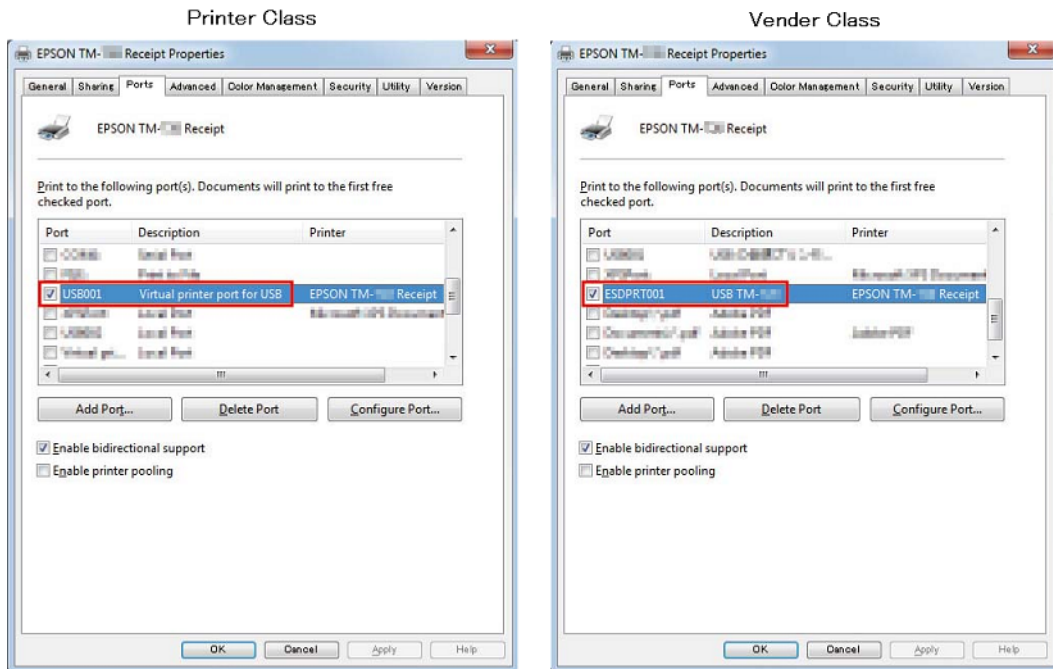 Printer Class
EPSON TM- Receipt Properties
General Sharing Ports Advanced Color Management Security Utility Version
EPSON TM- Receipt
Print to the following port(s). Documents will print to the first free
checked port.
Port Description Printer
USB001 Virtual printer port for USB EPSON TM- Receipt
Add Port... Delete Port Configure Port...
Enable bidirectional support
Enable printer pooling
OK Cancel Apply Help
Vender Class
EPSON TM- Receipt Properties
General Sharing Ports Advanced Color Management Security Utility Version
EPSON TM- Receipt
Print to the following port(s). Documents will print to the first free
checked port.
Port Description Printer
ESDPRT001 USB TM- EPSON TM- Receipt
Add Port... Delete Port Configure Port...
Enable bidirectional support
Enable printer pooling
OK Cancel Apply Help